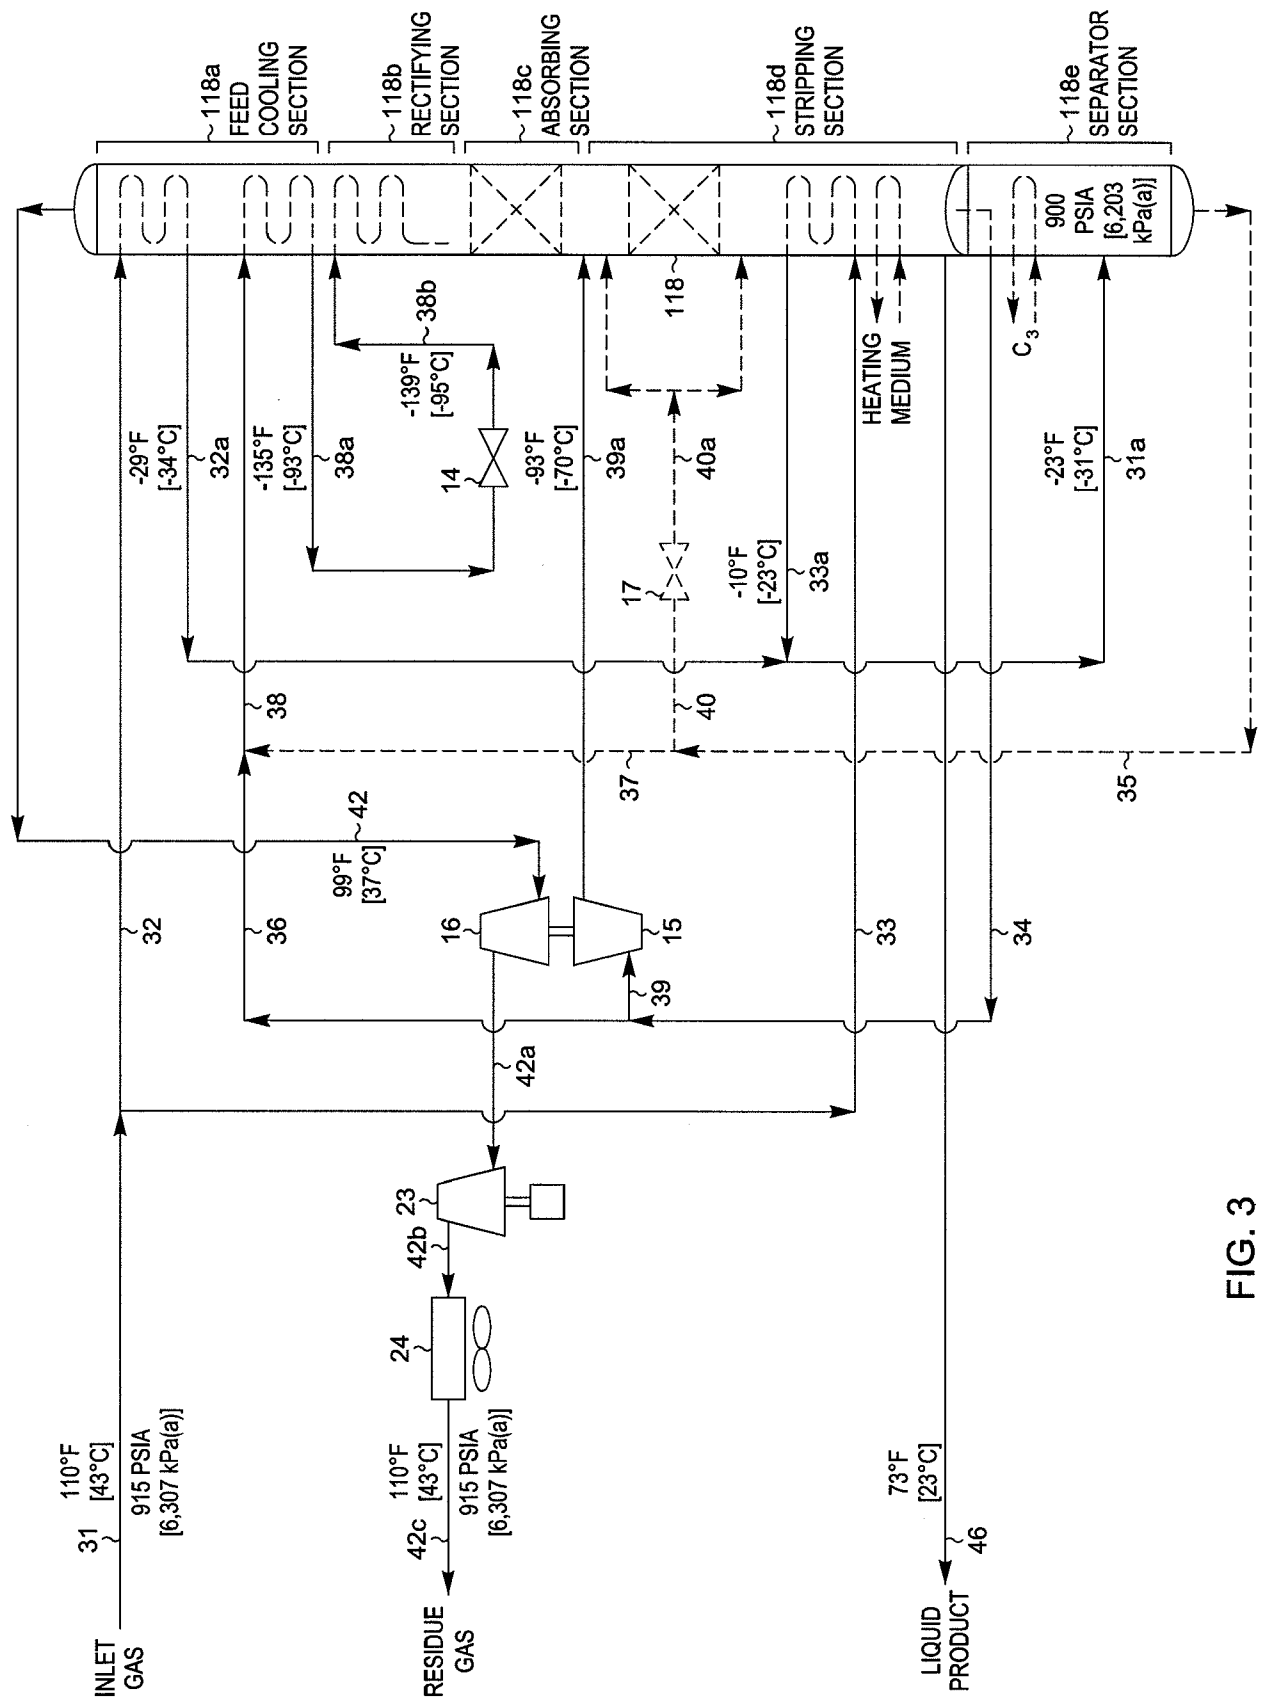 118a
FEED
COOLING
SECTION
118b
RECTIFYING
SECTION
118c
ABSORBING
SECTION
118d
STRIPPING
SECTION
118e
SEPARATOR
SECTION
900
PSIA
[6,203
kPa(a)]
118
HEATING
MEDIUM
C3
-29°F
[-34°C]
32a
-135°F
[-93°C]
38a
-139°F
[-95°C]
38b
14
-93°F
[-70°C]
39a
40a
17
-10°F
[-23°C]
33a
-23°F
[-31°C]
31a
38
40
37
35
42
99°F
[37°C]
32
36
16
15
33
34
39
42a
23
42b
24
110°F
[43°C]
31
915 PSIA
[6,307 kPa(a)]
INLET
GAS
110°F
[43°C]
42c
915 PSIA
[6,307 kPa(a)]
RESIDUE
GAS
73°F
[23°C]
46
LIQUID
PRODUCT
FIG. 3